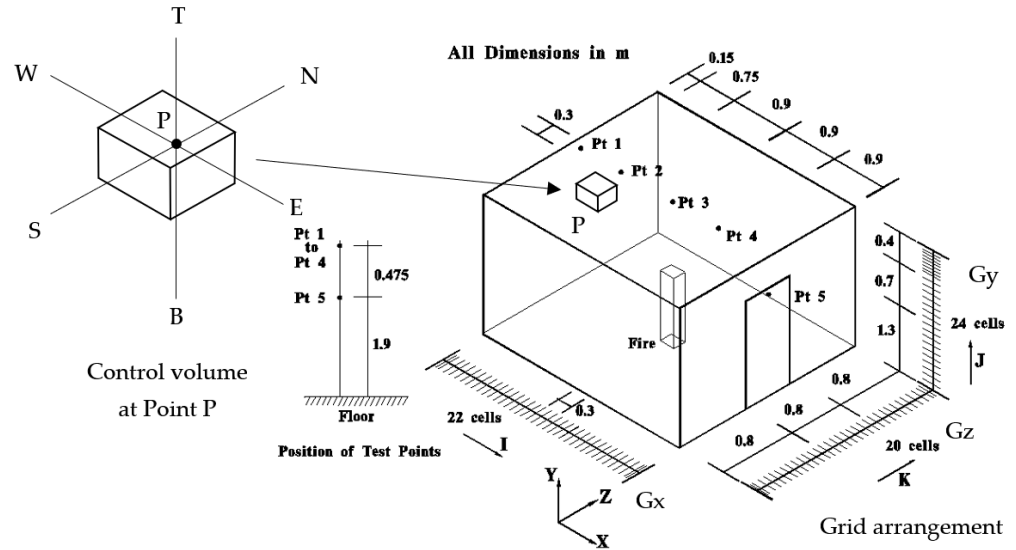 T
W
N
P
E
S
B
Control volume
at Point P
Pt 1
to
Pt 4
0.475
Pt 5
1.9
Floor
Position of Test Points
All Dimensions in m
0.15
0.75
0.9
0.9
0.9
0.3
Pt 1
Pt 2
P
Pt 3
Pt 4
Pt 5
Fire
0.4
0.7
1.3
Gy
24 cells
J
0.8
0.8
0.8
Gz
20 cells
K
22 cells
I
0.3
Gx
Y
Z
X
Grid arrangement